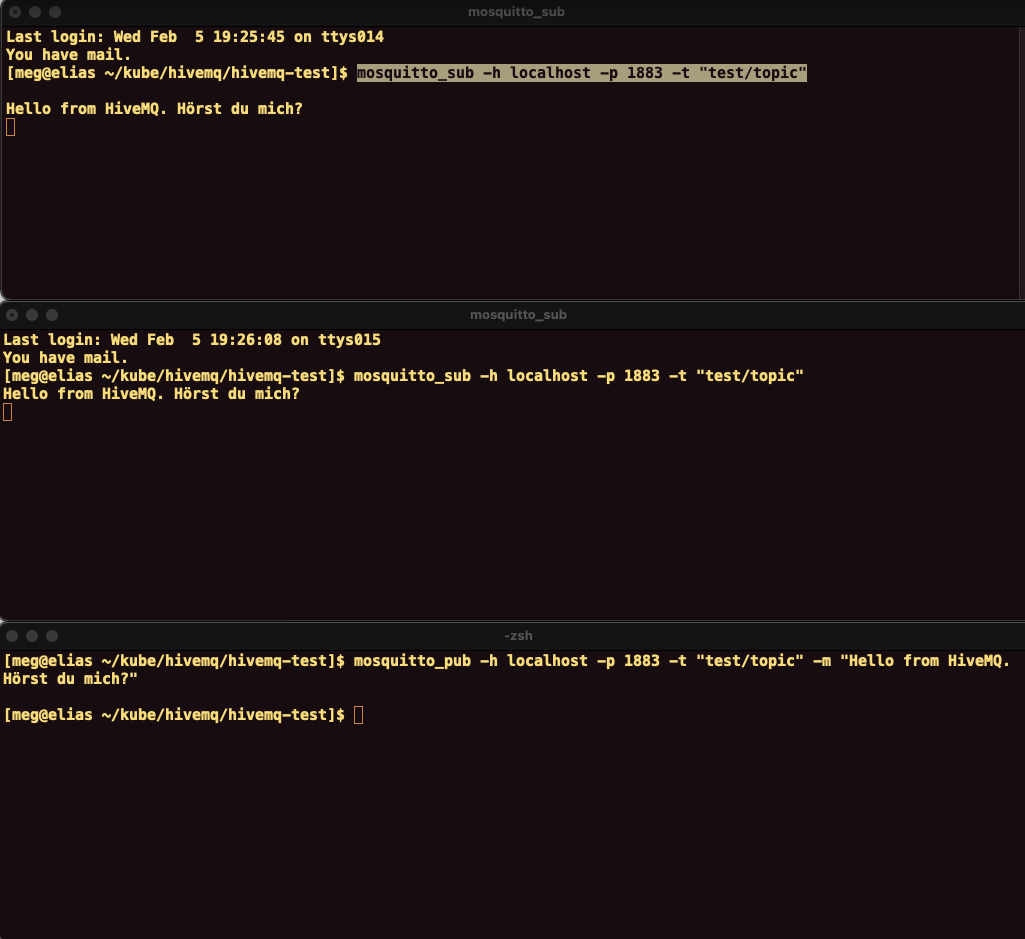 mosquitto_sub
Last login: Wed Feb  5 19:25:45 on ttys014
You have mail.
[meg@elias ~/kube/hivemq/hivemq-test]$ mosquitto_sub -h localhost -p 1883 -t "test/topic"
Hello from HiveMQ. Hörst du mich?
mosquitto_sub
Last login: Wed Feb  5 19:26:08 on ttys015
You have mail.
[meg@elias ~/kube/hivemq/hivemq-test]$ mosquitto_sub -h localhost -p 1883 -t "test/topic"
Hello from HiveMQ. Hörst du mich?
-zsh
[meg@elias ~/kube/hivemq/hivemq-test]$ mosquitto_pub -h localhost -p 1883 -t "test/topic" -m "Hello from HiveMQ.
Hörst du mich?"
[meg@elias ~/kube/hivemq/hivemq-test]$